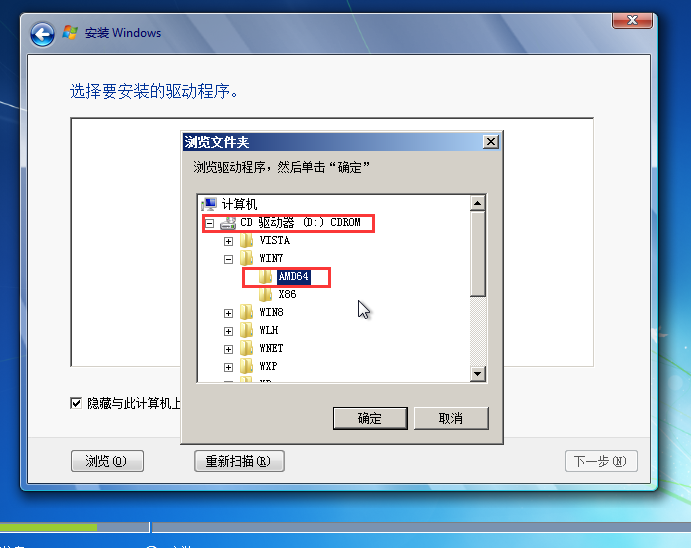 安装 Windows
选择要安装的驱动程序。
浏览文件夹
浏览驱动程序，然后单击“确定”
计算机
CD 驱动器 (D:) CDROM
VISTA
WIN7
AMD64
X86
WIN8
WLH
WNET
WXP
隐藏与此计算机上
确定
取消
浏览(O)
重新扫描(R)
下一步(N)